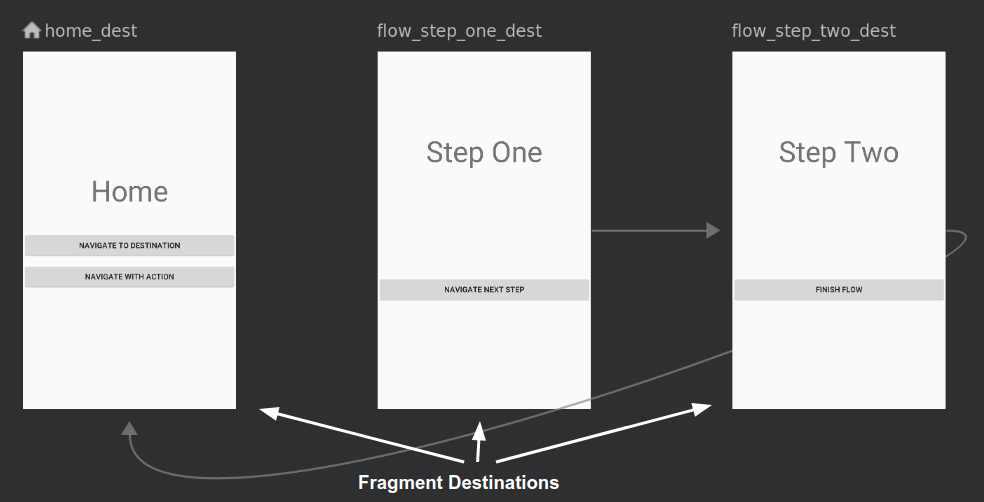 home_dest
flow_step_one_dest
flow_step_two_dest
Home
NAVIGATE TO DESTINATION
NAVIGATE WITH ACTION
Step One
NAVIGATE NEXT STEP
Step Two
FINISH FLOW
Fragment Destinations